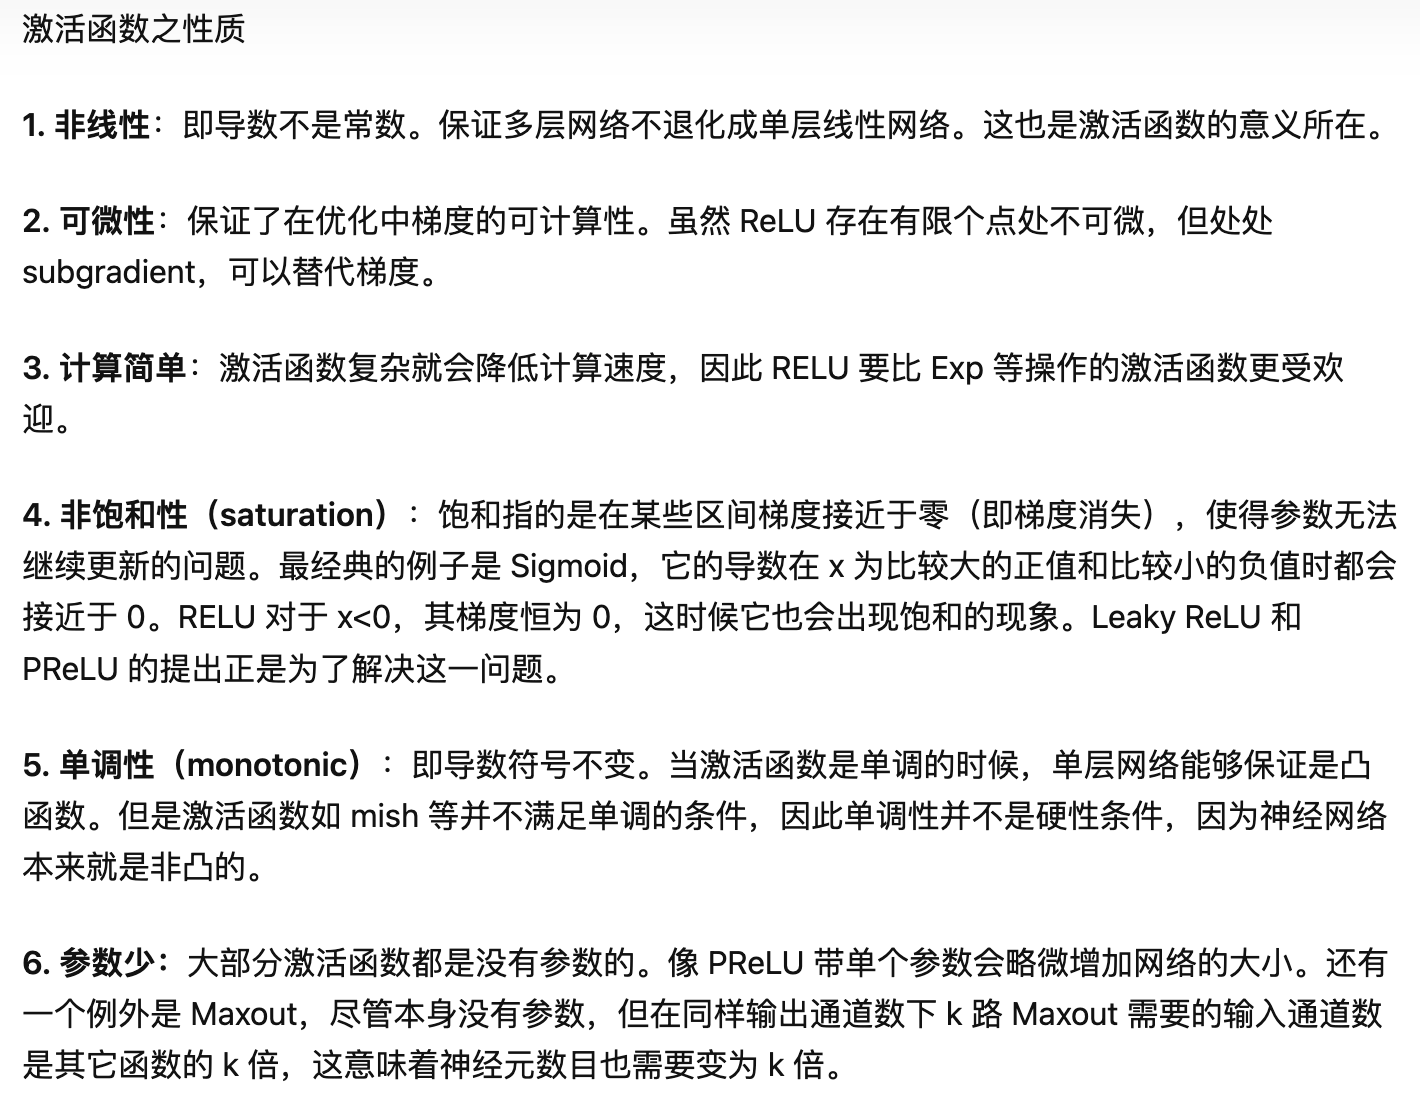 激活函数之性质
1. 非线性：即导数不是常数。保证多层网络不退化成单层线性网络。这也是激活函数的意义所在。
2. 可微性：保证了在优化中梯度的可计算性。虽然 ReLU 存在有限个点处不可微，但处处
subgradient，可以替代梯度。
3. 计算简单：激活函数复杂就会降低计算速度，因此 RELU 要比 Exp 等操作的激活函数更受欢
迎。
4. 非饱和性（saturation）：饱和指的是在某些区间梯度接近于零（即梯度消失），使得参数无法
继续更新的问题。最经典的例子是 Sigmoid，它的导数在 x 为比较大的正值和比较小的负值时都会
接近于 0。RELU 对于 x<0，其梯度恒为 0，这时候它也会出现饱和的现象。Leaky ReLU 和
PReLU 的提出正是为了解决这一问题。
5. 单调性（monotonic）：即导数符号不变。当激活函数是单调的时候，单层网络能够保证是凸
函数。但是激活函数如 mish 等并不满足单调的条件，因此单调性并不是硬性条件，因为神经网络
本来就是非凸的。
6. 参数少：大部分激活函数都是没有参数的。像 PReLU 带单个参数会略微增加网络的大小。还有
一个例外是 Maxout，尽管本身没有参数，但在同样输出通道数下 k 路 Maxout 需要的输入通道数
是其它函数的 k 倍，这意味着神经元数目也需要变为 k 倍。